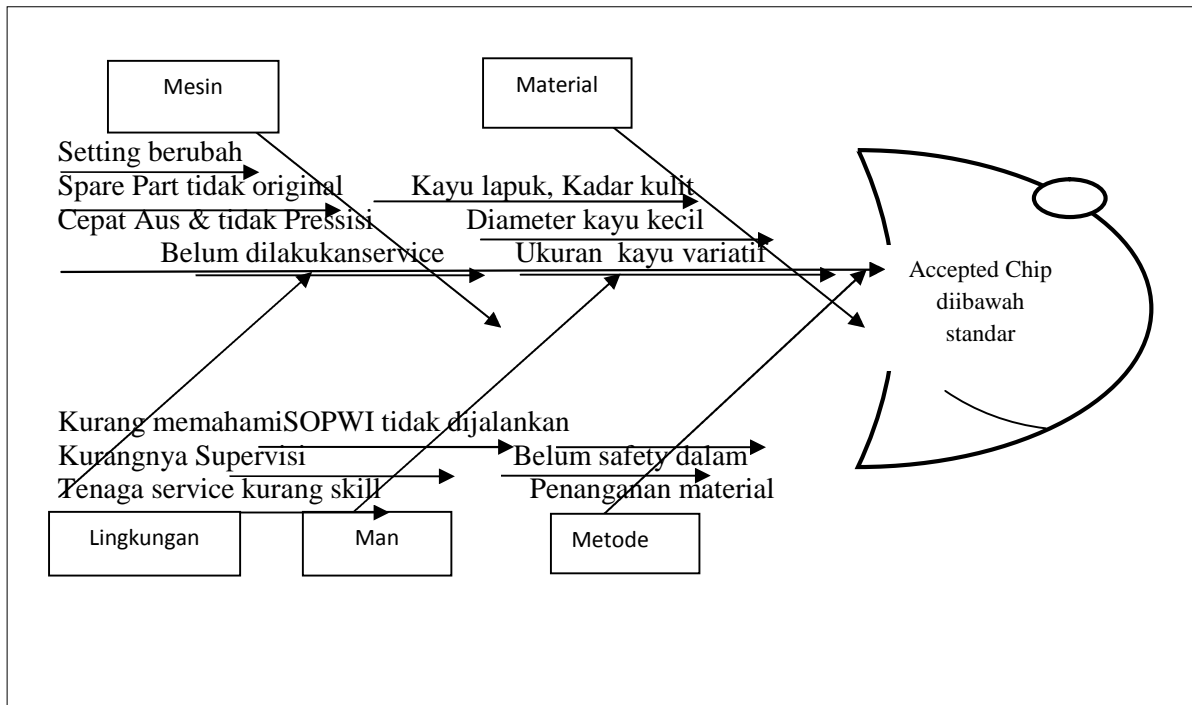 Mesin
Material
Setting berubah
Spare Part tidak original
Kayu lapuk, Kadar kulit
Cepat Aus & tidak Pressisi
Diameter kayu kecil
Belum dilakukanservice
Ukuran kayu variatif
Accepted Chip
diibawah
standar
Kurang memahamiSOPWI tidak dijalankan
Kurangnya Supervisi
Belum safety dalam
Tenaga service kurang skill
Penanganan material
Lingkungan
Man
Metode